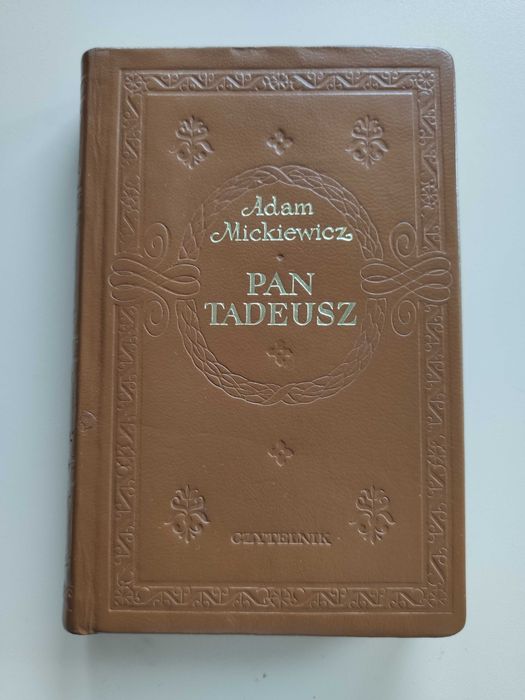 Adam
Mickiewicz
PAN
TADEUSZ
CZYTELNIK